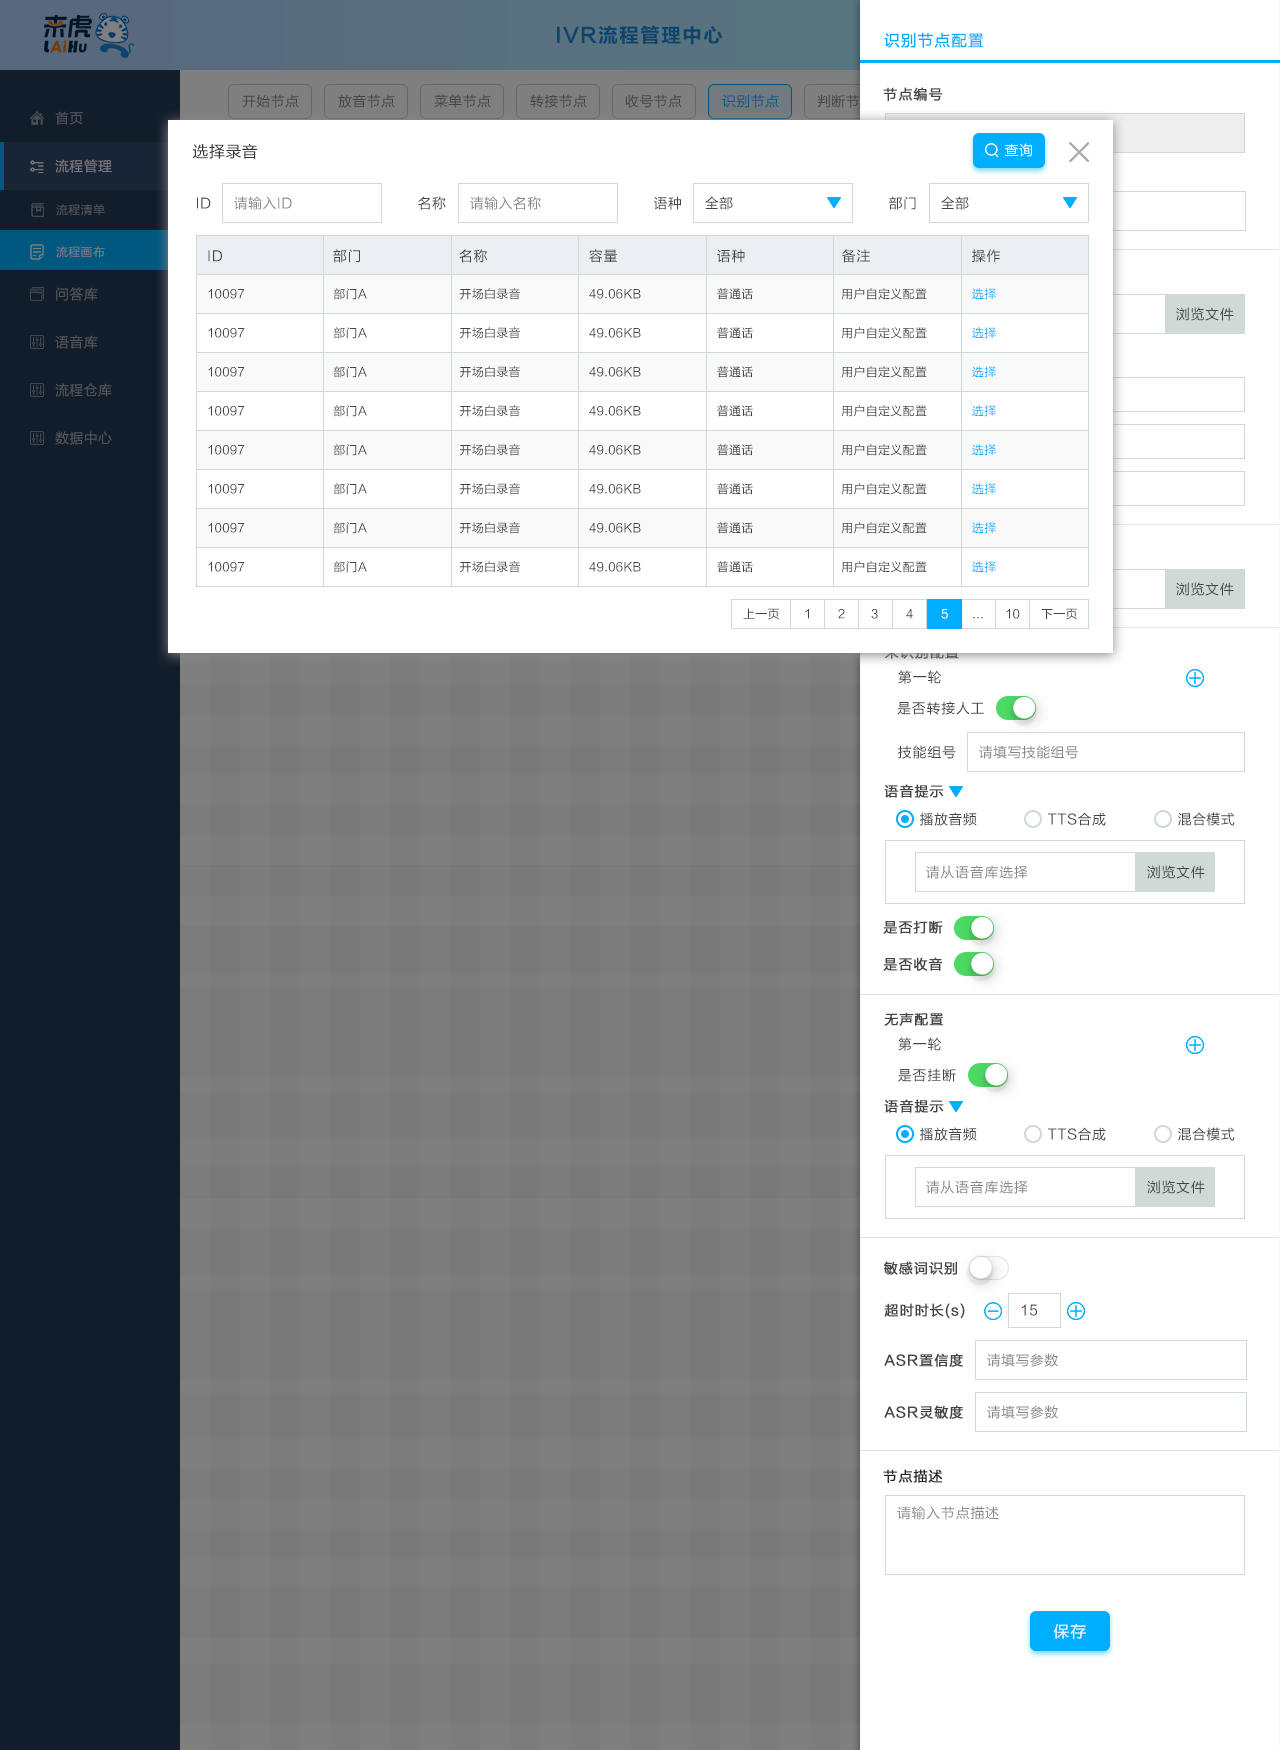 来虎
LAiHu
IVR流程管理中心
识别节点配置
首页
流程管理
流程清单
流程画布
问答库
语音库
流程仓库
数据中心
开始节点 放音节点 菜单节点 转接节点 收号节点 识别节点 判断节
节点编号
选择录音
查询
ID 请输入ID 名称 请输入名称 语种 全部 部门 全部
ID 部门 名称 容量 语种 备注 操作
10097 部门A 开场白录音 49.06KB 普通话 用户自定义配置 选择
10097 部门A 开场白录音 49.06KB 普通话 用户自定义配置 选择
10097 部门A 开场白录音 49.06KB 普通话 用户自定义配置 选择
10097 部门A 开场白录音 49.06KB 普通话 用户自定义配置 选择
10097 部门A 开场白录音 49.06KB 普通话 用户自定义配置 选择
10097 部门A 开场白录音 49.06KB 普通话 用户自定义配置 选择
10097 部门A 开场白录音 49.06KB 普通话 用户自定义配置 选择
10097 部门A 开场白录音 49.06KB 普通话 用户自定义配置 选择
上一页 1 2 3 4 5 ... 10 下一页
浏览文件
浏览文件
未识别配置
第一轮
是否转接人工
技能组号 请填写技能组号
语音提示
播放音频 TTS合成 混合模式
请从语音库选择 浏览文件
是否打断
是否收音
无声配置
第一轮
是否挂断
语音提示
播放音频 TTS合成 混合模式
请从语音库选择 浏览文件
敏感词识别
超时时长(s) 15
ASR置信度 请填写参数
ASR灵敏度 请填写参数
节点描述
请输入节点描述
保存